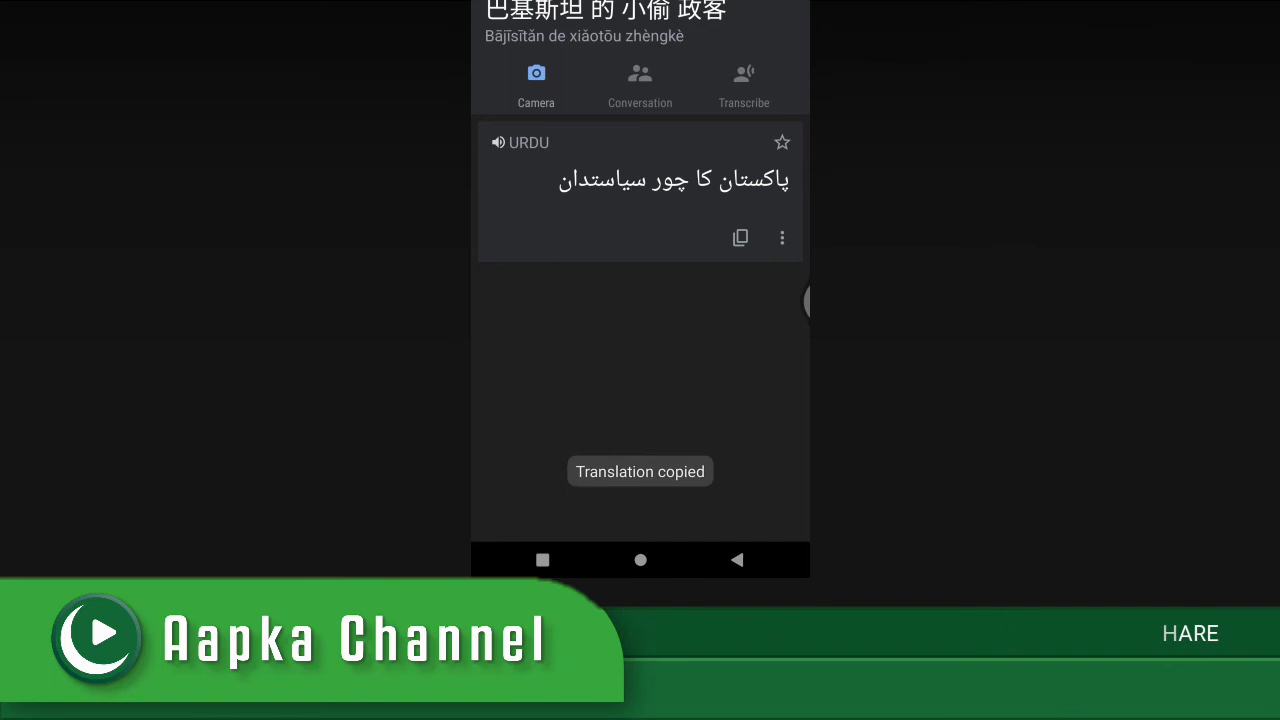 巴基斯坦 的 小偷 政客
Bājīsītǎn de xiǎotōu zhèngkè
Camera
Conversation
Transcribe
URDU
پاکستان کا چور سیاستدان
Translation copied
Aapka Channel
HARE